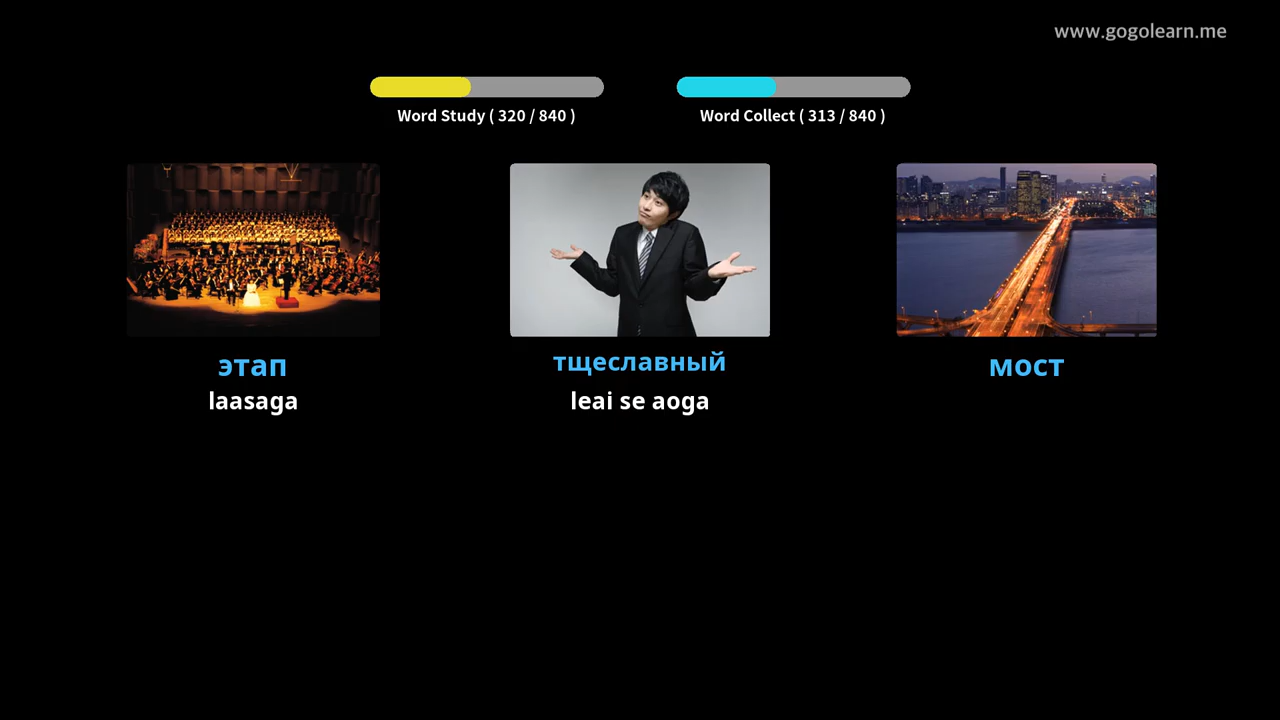 www.gogolearn.me
Word Study ( 320 / 840 )
Word Collect ( 313 / 840 )
этап
laasaga
тщеславный
leai se aoga
мост